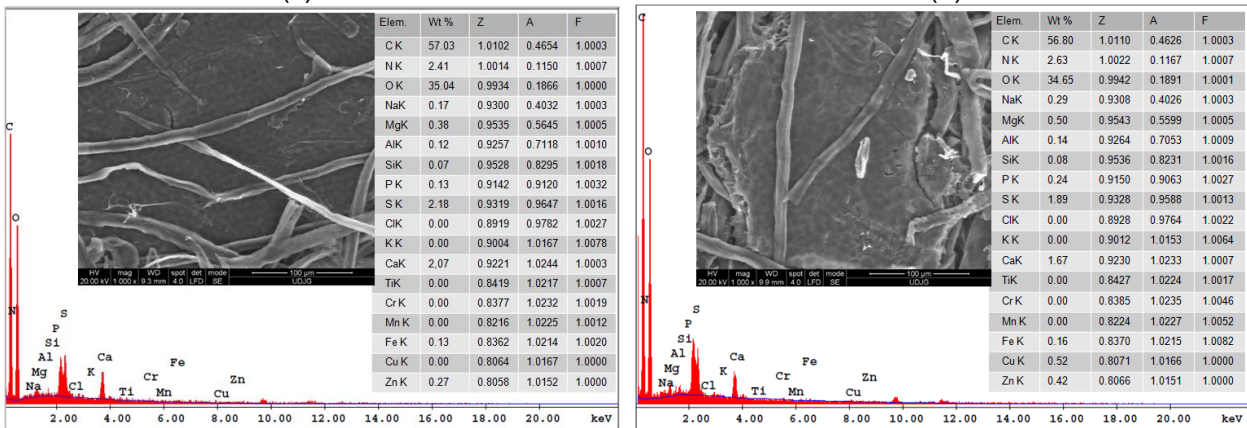 Elem. Wt % Z A F
C K 57.03 1.0102 0.4654 1.0003
N K 2.41 1.0014 0.1150 1.0007
O K 35.04 0.9934 0.1866 1.0000
NaK 0.17 0.9300 0.4032 1.0003
MgK 0.38 0.9535 0.5645 1.0005
AlK 0.12 0.9257 0.7118 1.0010
SiK 0.07 0.9528 0.8295 1.0018
P K 0.13 0.9142 0.9120 1.0032
S K 2.18 0.9319 0.9647 1.0016
ClK 0.00 0.8919 0.9782 1.0027
K K 0.00 0.9004 1.0167 1.0078
CaK 2,07 0.9221 1.0244 1.0003
TiK 0.00 0.8419 1.0217 1.0007
Cr K 0.00 0.8377 1.0232 1.0019
Mn K 0.00 0.8216 1.0225 1.0012
Fe K 0.13 0.8362 1.0214 1.0020
Cu K 0.00 0.8064 1.0167 1.0000
Zn K 0.27 0.8058 1.0152 1.0000
HV mag WD spot det mode
20.00 kV 1 000 x 9.3 mm 4.0 LFD SE
100 µm
UDJG
C
O
N
S
P
Si
Al
Mg
Na
Cl
K
Ca
Ti
Cr
Mn
Fe
Cu
Zn
2.00 4.00 6.00 8.00 10.00 12.00 14.00 16.00 18.00 20.00 keV
Elem. Wt % Z A F
C K 56.80 1.0110 0.4626 1.0003
N K 2.63 1.0022 0.1167 1.0007
O K 34.65 0.9942 0.1891 1.0001
NaK 0.29 0.9308 0.4026 1.0003
MgK 0.50 0.9543 0.5599 1.0005
AlK 0.14 0.9264 0.7053 1.0009
SiK 0.08 0.9536 0.8231 1.0016
P K 0.24 0.9150 0.9063 1.0027
S K 1.89 0.9328 0.9588 1.0013
ClK 0.00 0.8928 0.9764 1.0022
K K 0.00 0.9012 1.0153 1.0064
CaK 1.67 0.9230 1.0233 1.0007
TiK 0.00 0.8427 1.0224 1.0017
Cr K 0.00 0.8385 1.0235 1.0046
Mn K 0.00 0.8224 1.0227 1.0052
Fe K 0.16 0.8370 1.0215 1.0082
Cu K 0.52 0.8071 1.0166 1.0000
Zn K 0.42 0.8066 1.0151 1.0000
HV mag WD spot det mode
20.00 kV 1 000 x 9.9 mm 4.0 LFD SE
100 µm
UDJG
C
O
N
S
P
Si
Al
Mg
Na
Cl
K
Ca
Ti
Cr
Mn
Fe
Cu
Zn
2.00 4.00 6.00 8.00 10.00 12.00 14.00 16.00 18.00 20.00 keV